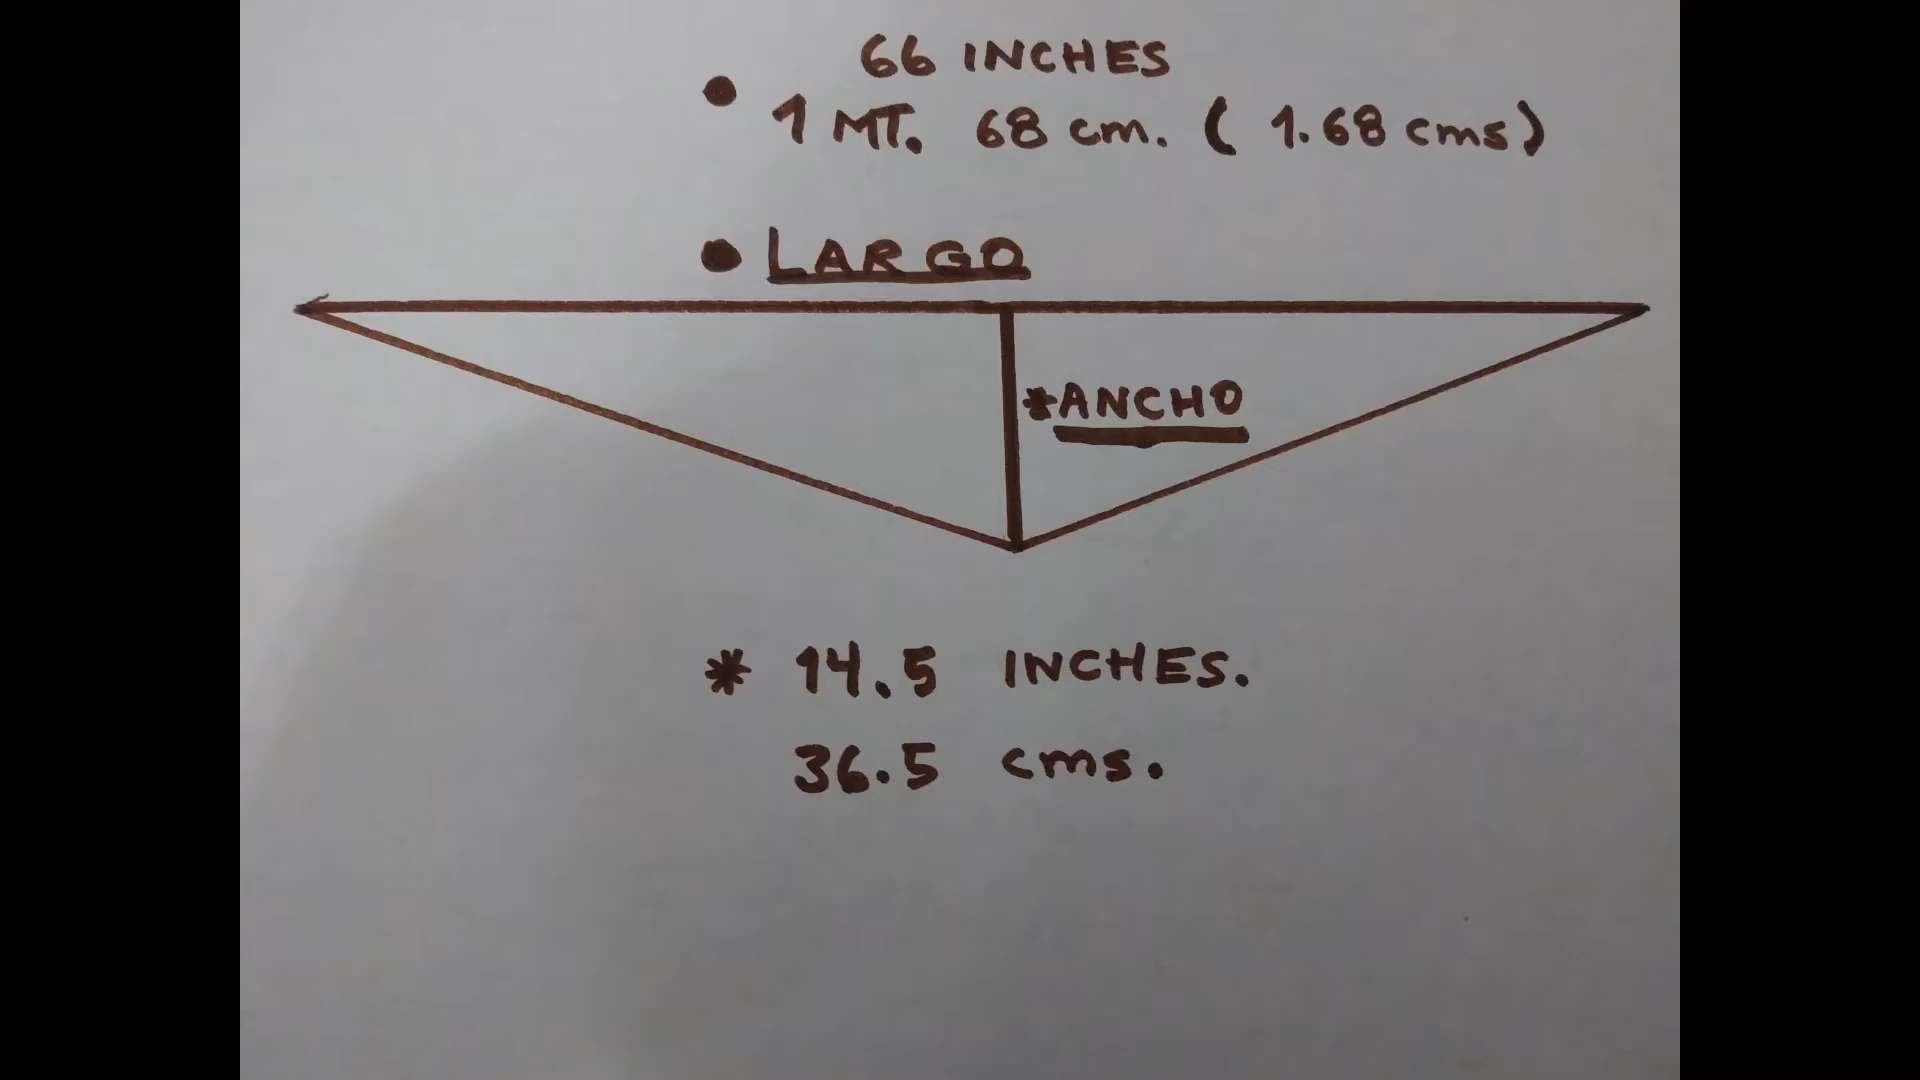 66 INCHES
• 1 MT. 68 cm. ( 1.68 cms)
• LARGO
*ANCHO
* 14.5 INCHES.
36.5 cms.